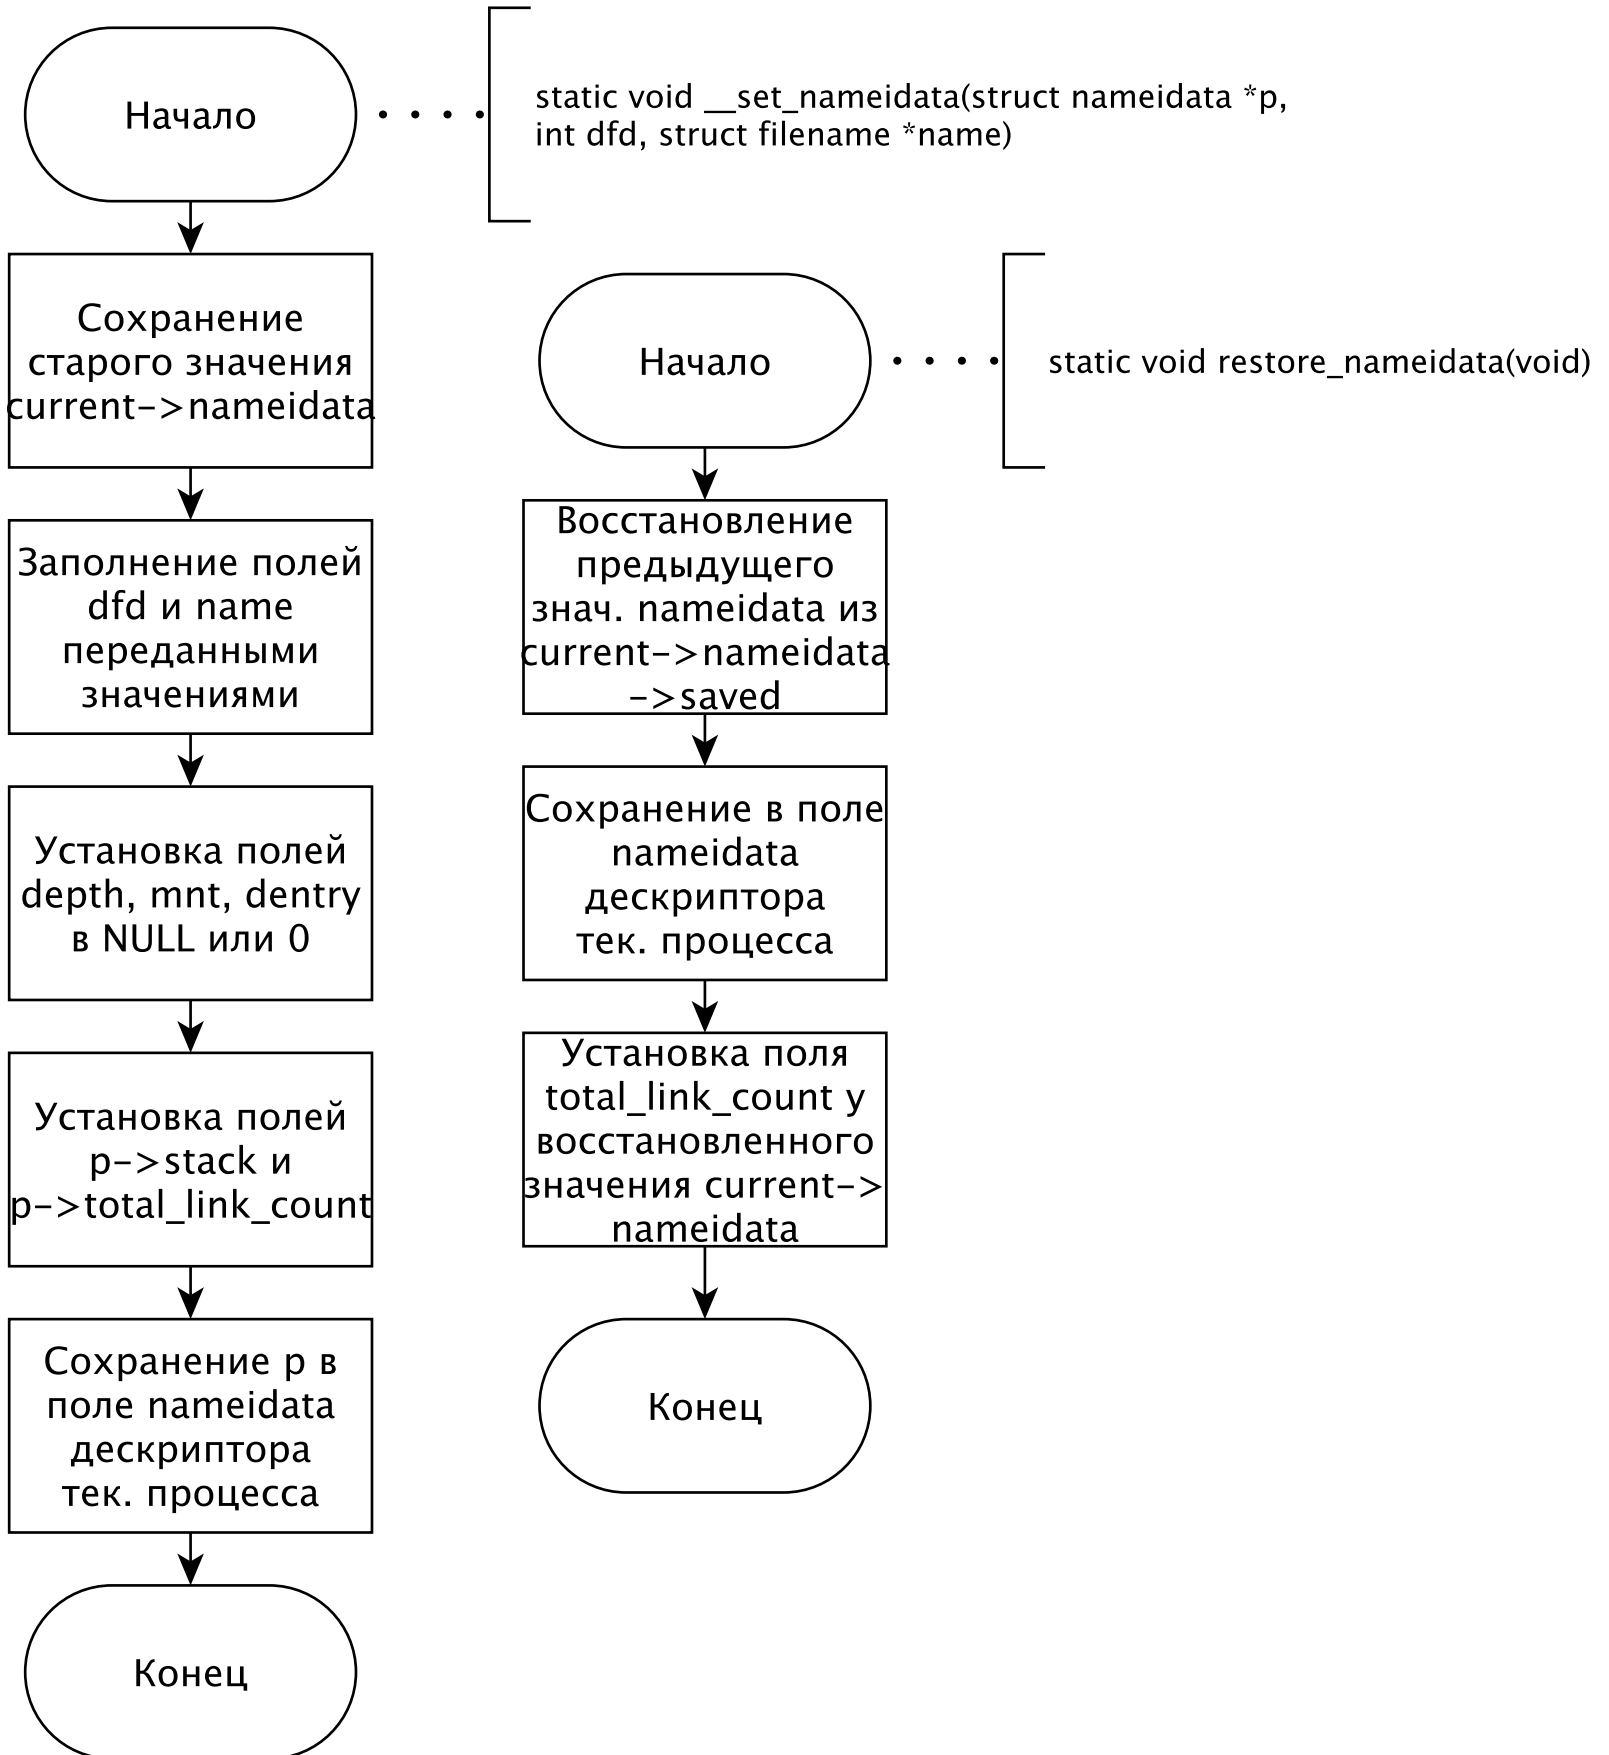 Начало
static void __set_nameidata(struct nameidata *p,
int dfd, struct filename *name)
Сохранение
старого значения
current->nameidata
Заполнение полей
dfd и name
переданными
значениями
Установка полей
depth, mnt, dentry
в NULL или 0
Установка полей
p->stack и
p->total_link_count
Сохранение p в
поле nameidata
дескриптора
тек. процесса
Конец
Начало
static void restore_nameidata(void)
Восстановление
предыдущего
знач. nameidata из
current->nameidata
->saved
Сохранение в поле
nameidata
дескриптора
тек. процесса
Установка поля
total_link_count у
восстановленного
значения current->
nameidata
Конец